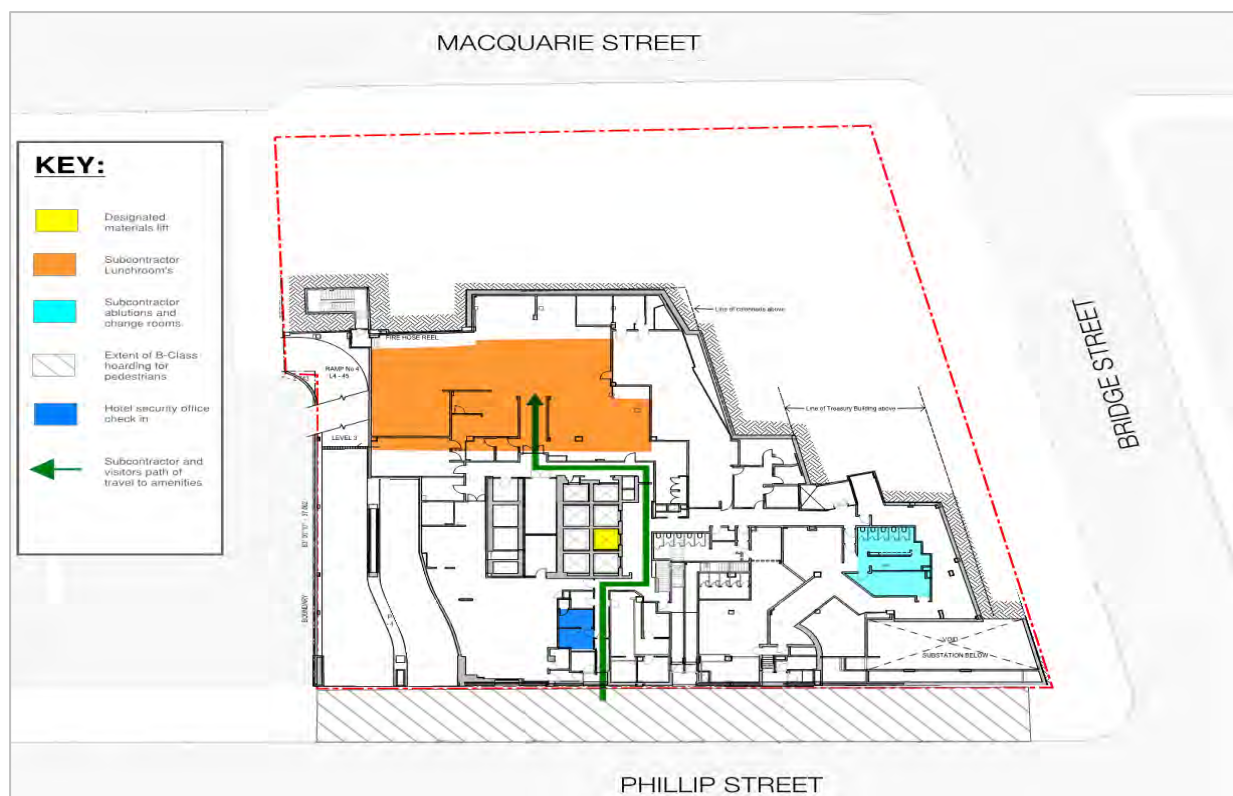 MACQUARIE STREET
KEY:
Designated
materials lift
Subcontractor
Lunchroom's
Subcontractor
ablutions and
change rooms
Extent of B-Class
hoarding for
pedestrians
Hotel security office
check in
Subcontractor and
visitors path of
travel to amenities
FIRE HOSE REEL
RAMP No 4
LEVEL 3
BOUNDARY
Line of Treasury Building above
VOID
SUBSTATION BELOW
BRIDGE STREET
PHILLIP STREET